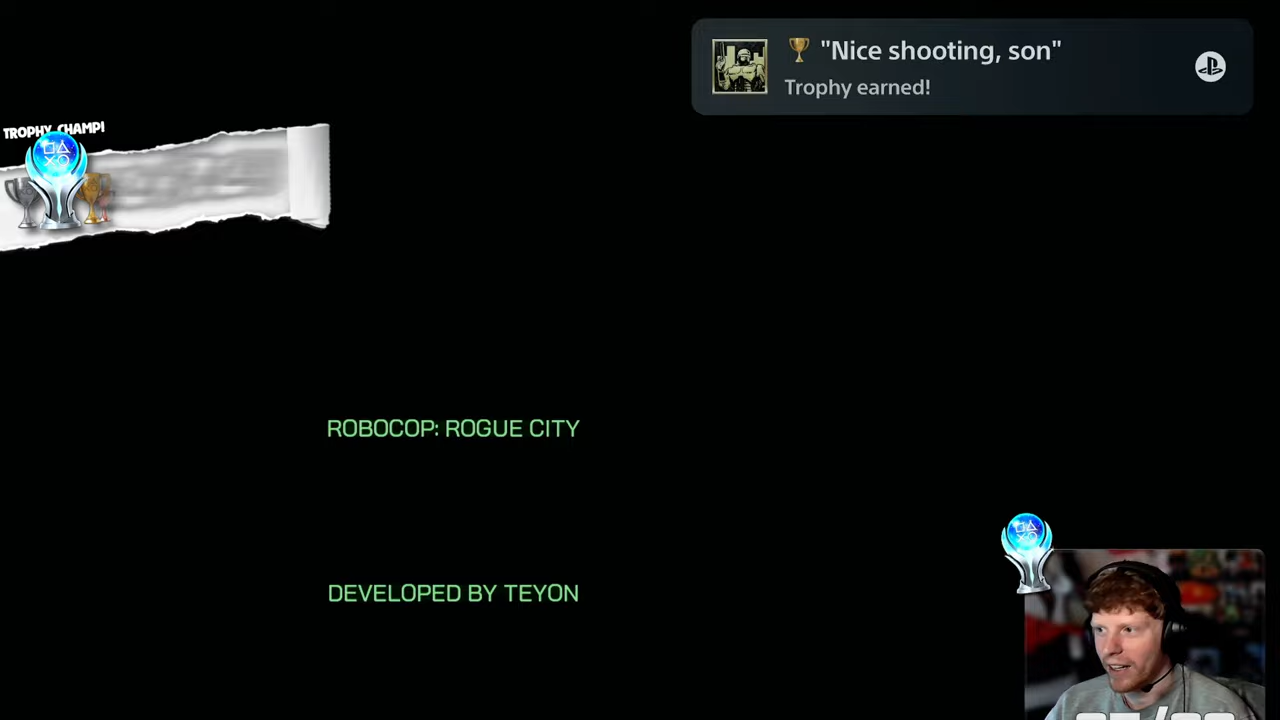 "Nice shooting, son"
Trophy earned!
TROPHY CHAMP!
ROBOCOP: ROGUE CITY
DEVELOPED BY TEYON